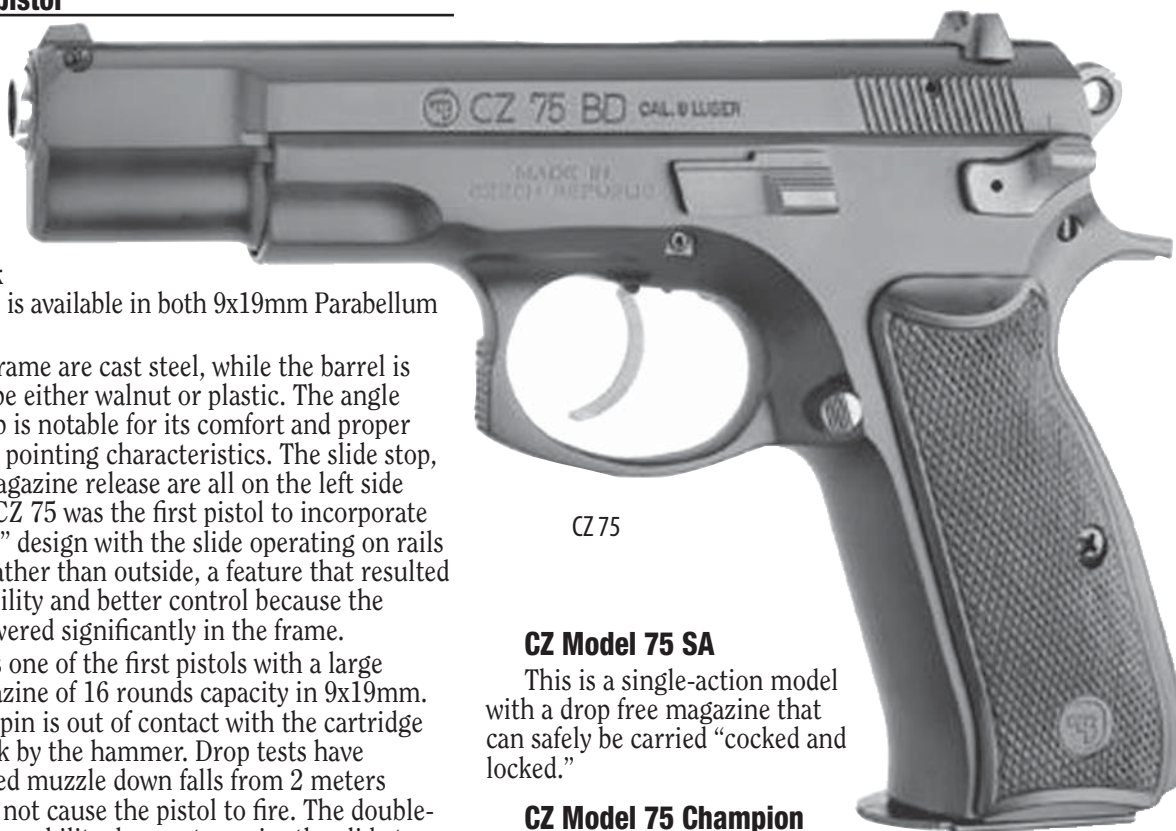 pistol
CZ 75 BD CAL. 9 LUGER
MADE IN
CZECH REPUBLIC
is available in both 9x19mm Parabellum
rame are cast steel, while the barrel is
be either walnut or plastic. The angle
p is notable for its comfort and proper
pointing characteristics. The slide stop,
agazine release are all on the left side
CZ 75 was the first pistol to incorporate
” design with the slide operating on rails
ather than outside, a feature that resulted
bility and better control because the
wered significantly in the frame.
s one of the first pistols with a large
azine of 16 rounds capacity in 9x19mm.
pin is out of contact with the cartridge
k by the hammer. Drop tests have
ed muzzle down falls from 2 meters
not cause the pistol to fire. The double-
CZ 75
CZ Model 75 SA
This is a single-action model
with a drop free magazine that
can safely be carried “cocked and
locked.”
CZ Model 75 Champion